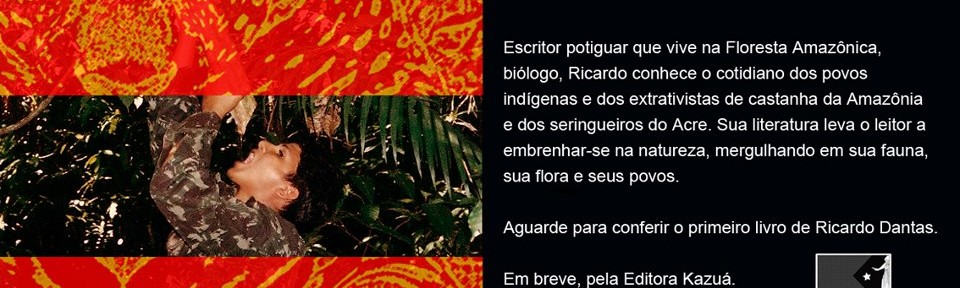 Escritor potiguar que vive na Floresta Amazônica,
biólogo, Ricardo conhece o cotidiano dos povos
indígenas e dos extrativistas de castanha da Amazônia
e dos seringueiros do Acre. Sua literatura leva o leitor a
embrenhar-se na natureza, mergulhando em sua fauna,
sua flora e seus povos.
Aguarde para conferir o primeiro livro de Ricardo Dantas.
Em breve, pela Editora Kazuá.